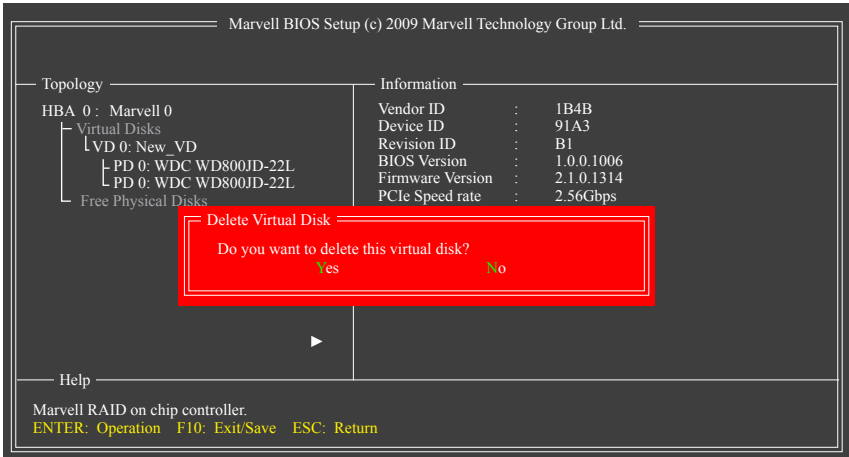 Marvell BIOS Setup (c) 2009 Marvell Technology Group Ltd.
Topology
HBA 0 : Marvell 0
Virtual Disks
VD 0: New_VD
PD 0: WDC WD800JD-22L
PD 0: WDC WD800JD-22L
Free Physical Disks
Information
Vendor ID : 1B4B
Device ID : 91A3
Revision ID : B1
BIOS Version : 1.0.0.1006
Firmware Version : 2.1.0.1314
PCIe Speed rate : 2.56Gbps
Delete Virtual Disk
Do you want to delete this virtual disk?
Yes No
Help
Marvell RAID on chip controller.
ENTER: Operation F10: Exit/Save ESC: Return